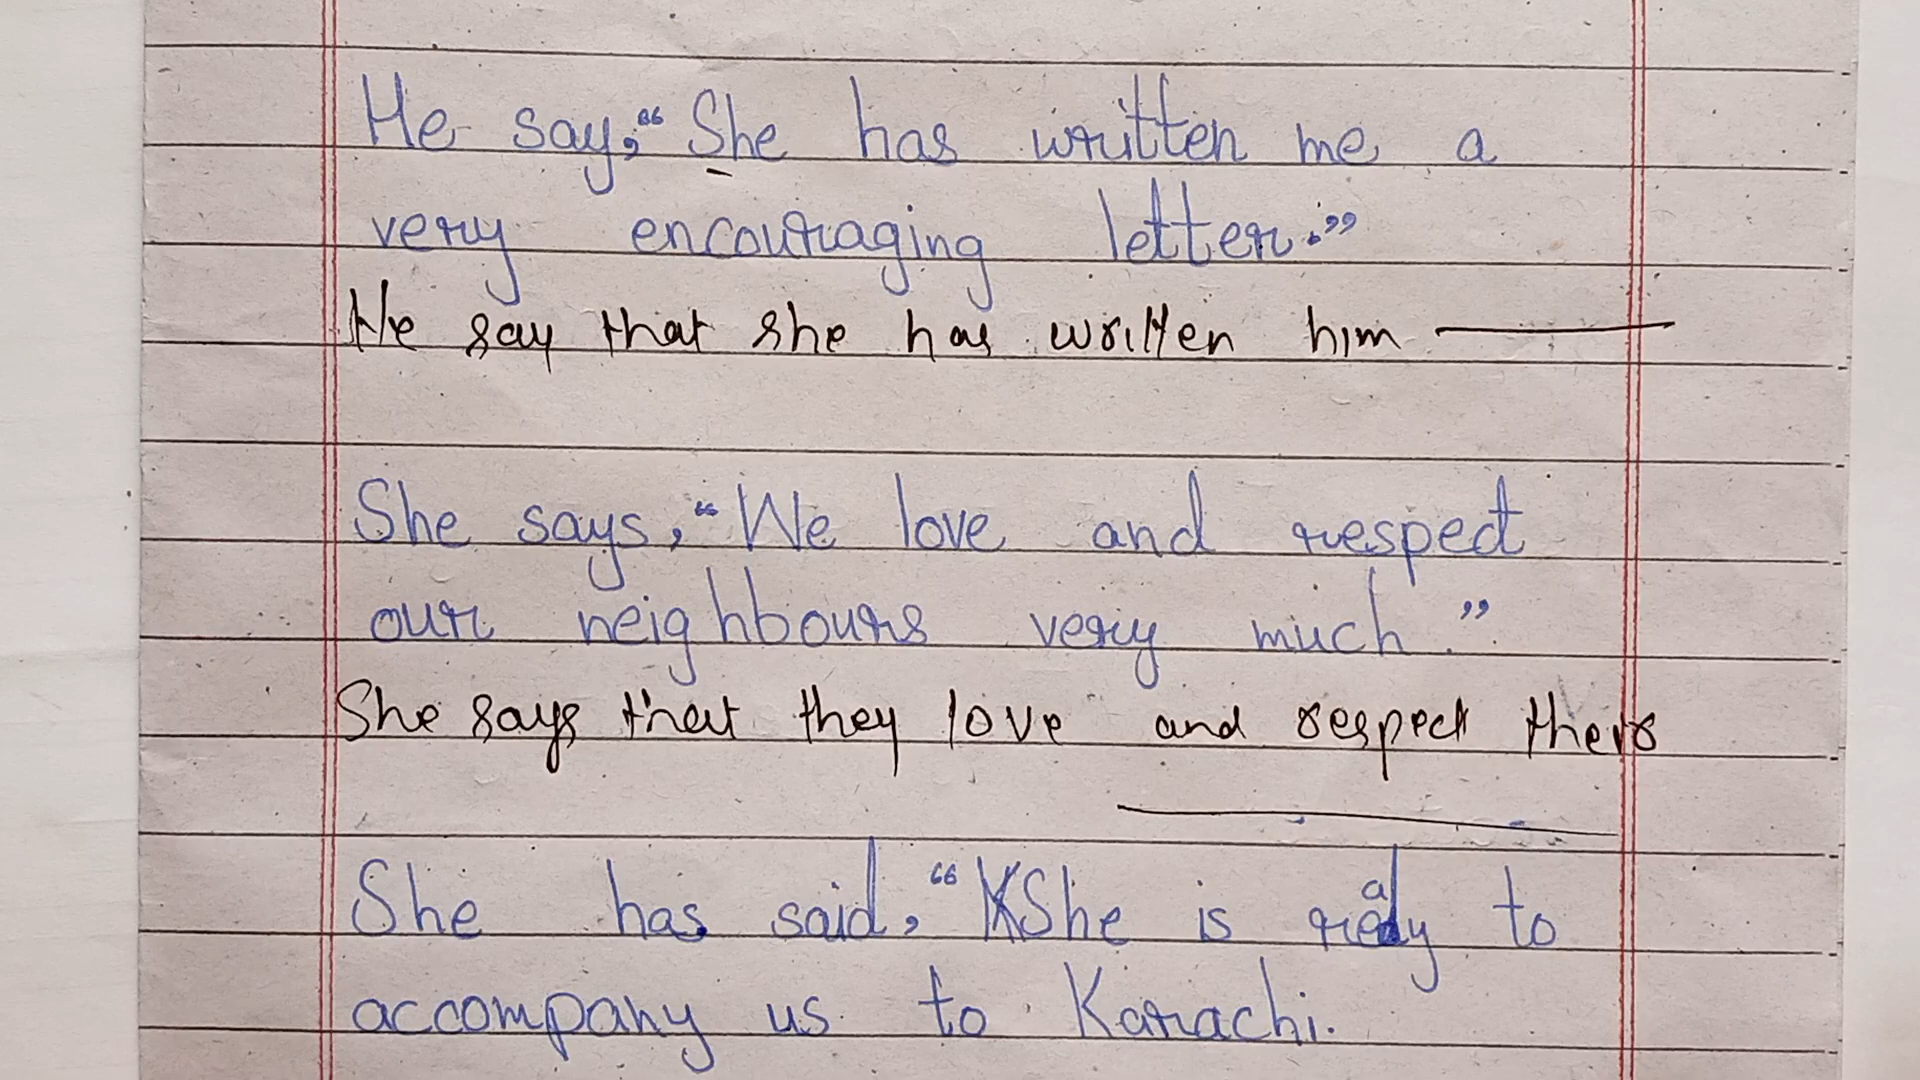 He say,“ She has written me a
very encouraging letter.”
He say that she has written him
She says,“ We love and respect
our neighbours very much.”
She says that they love and respect
She has said, “ She is ready to
accompany us to Karachi.